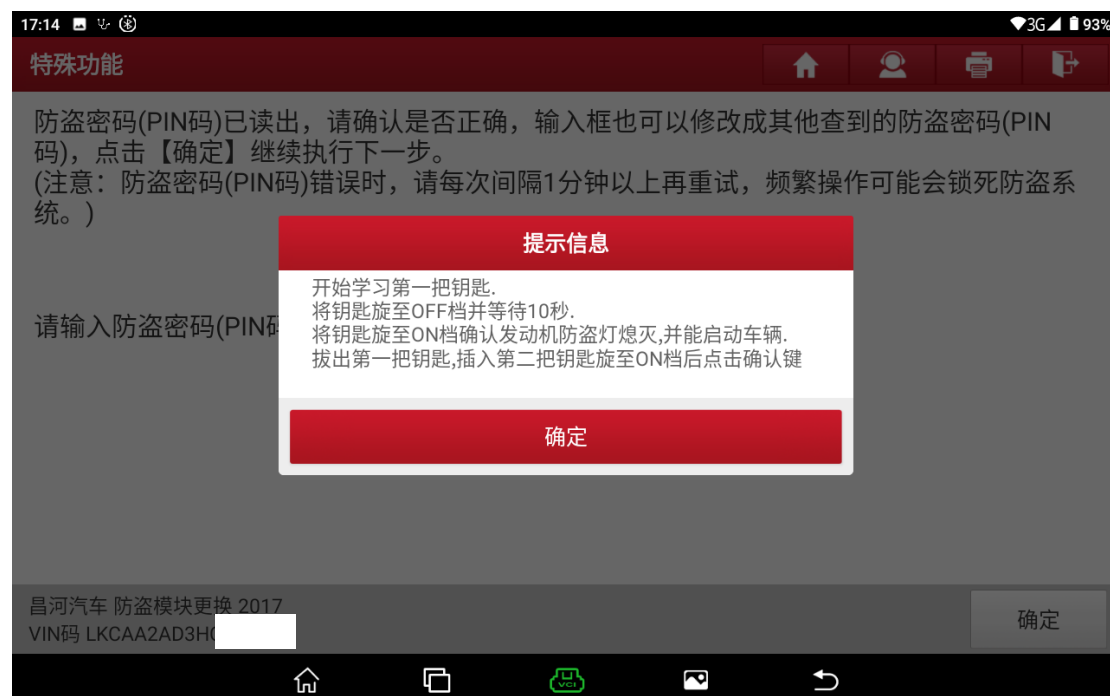 17:14
3G 93%
特殊功能
防盗密码(PIN码)已读出，请确认是否正确，输入框也可以修改成其他查到的防盗密码(PIN
码)，点击【确定】继续执行下一步。
(注意：防盗密码(PIN码)错误时，请每次间隔1分钟以上再重试，频繁操作可能会锁死防盗系
统。)
提示信息
开始学习第一把钥匙.
将钥匙旋至OFF档并等待10秒.
将钥匙旋至ON档确认发动机防盗灯熄灭,并能启动车辆.
拔出第一把钥匙,插入第二把钥匙旋至ON档后点击确认键
请输入防盗密码(PIN码
确定
昌河汽车 防盗模块更换 2017
VIN码 LKCAA2AD3H
确定
VCI